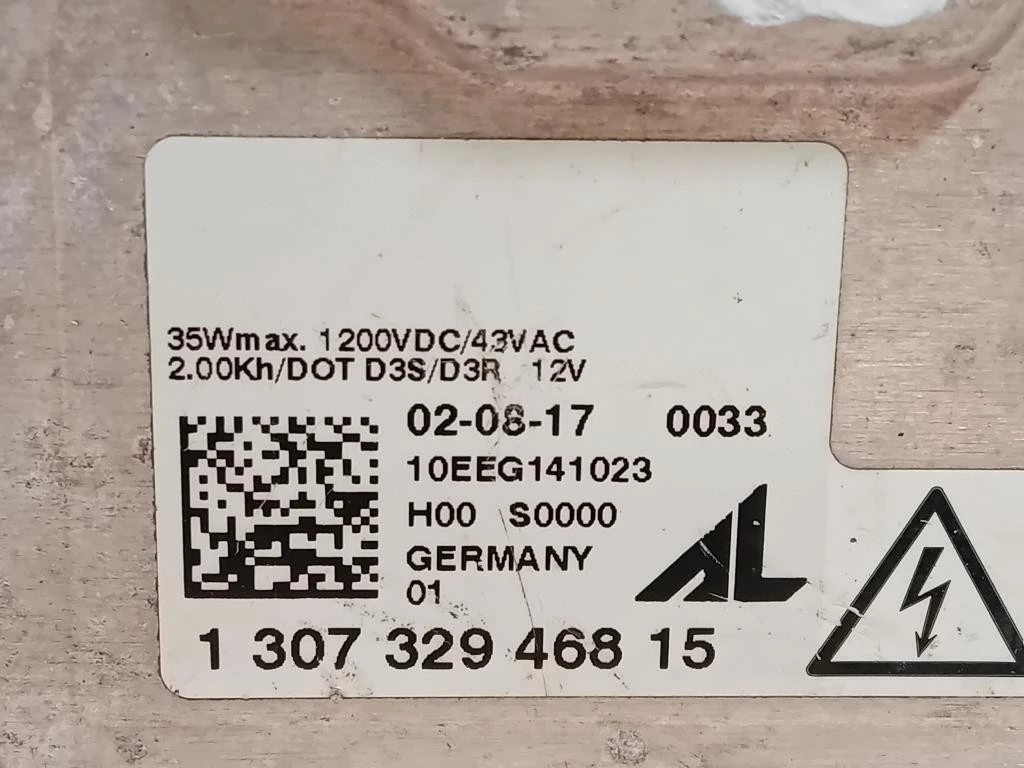 35Wmax. 1200VDC/43VAC
2.00Kh/DOT D3S/D3R 12V
02-08-17 0033
10EEG141023
H00 S0000
GERMANY
01
AL
1 307 329 468 15